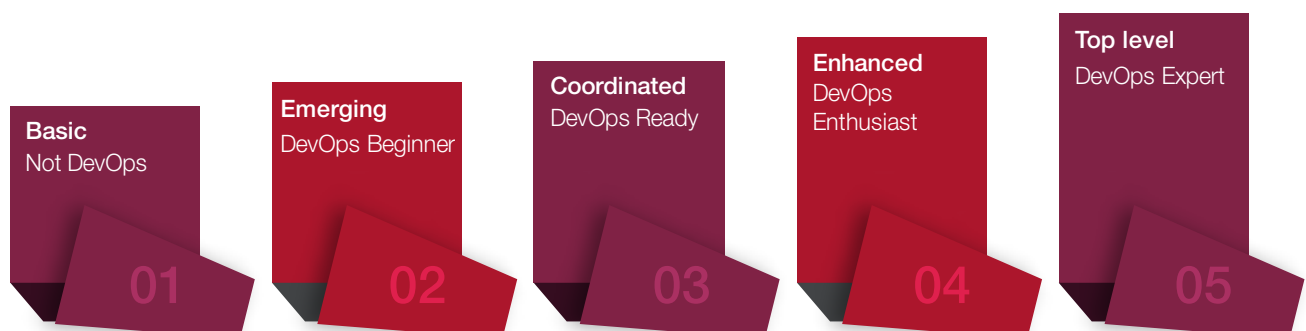 Basic
Not DevOps
01
Emerging
DevOps Beginner
02
Coordinated
DevOps Ready
03
Enhanced
DevOps
Enthusiast
04
Top level
DevOps Expert
05